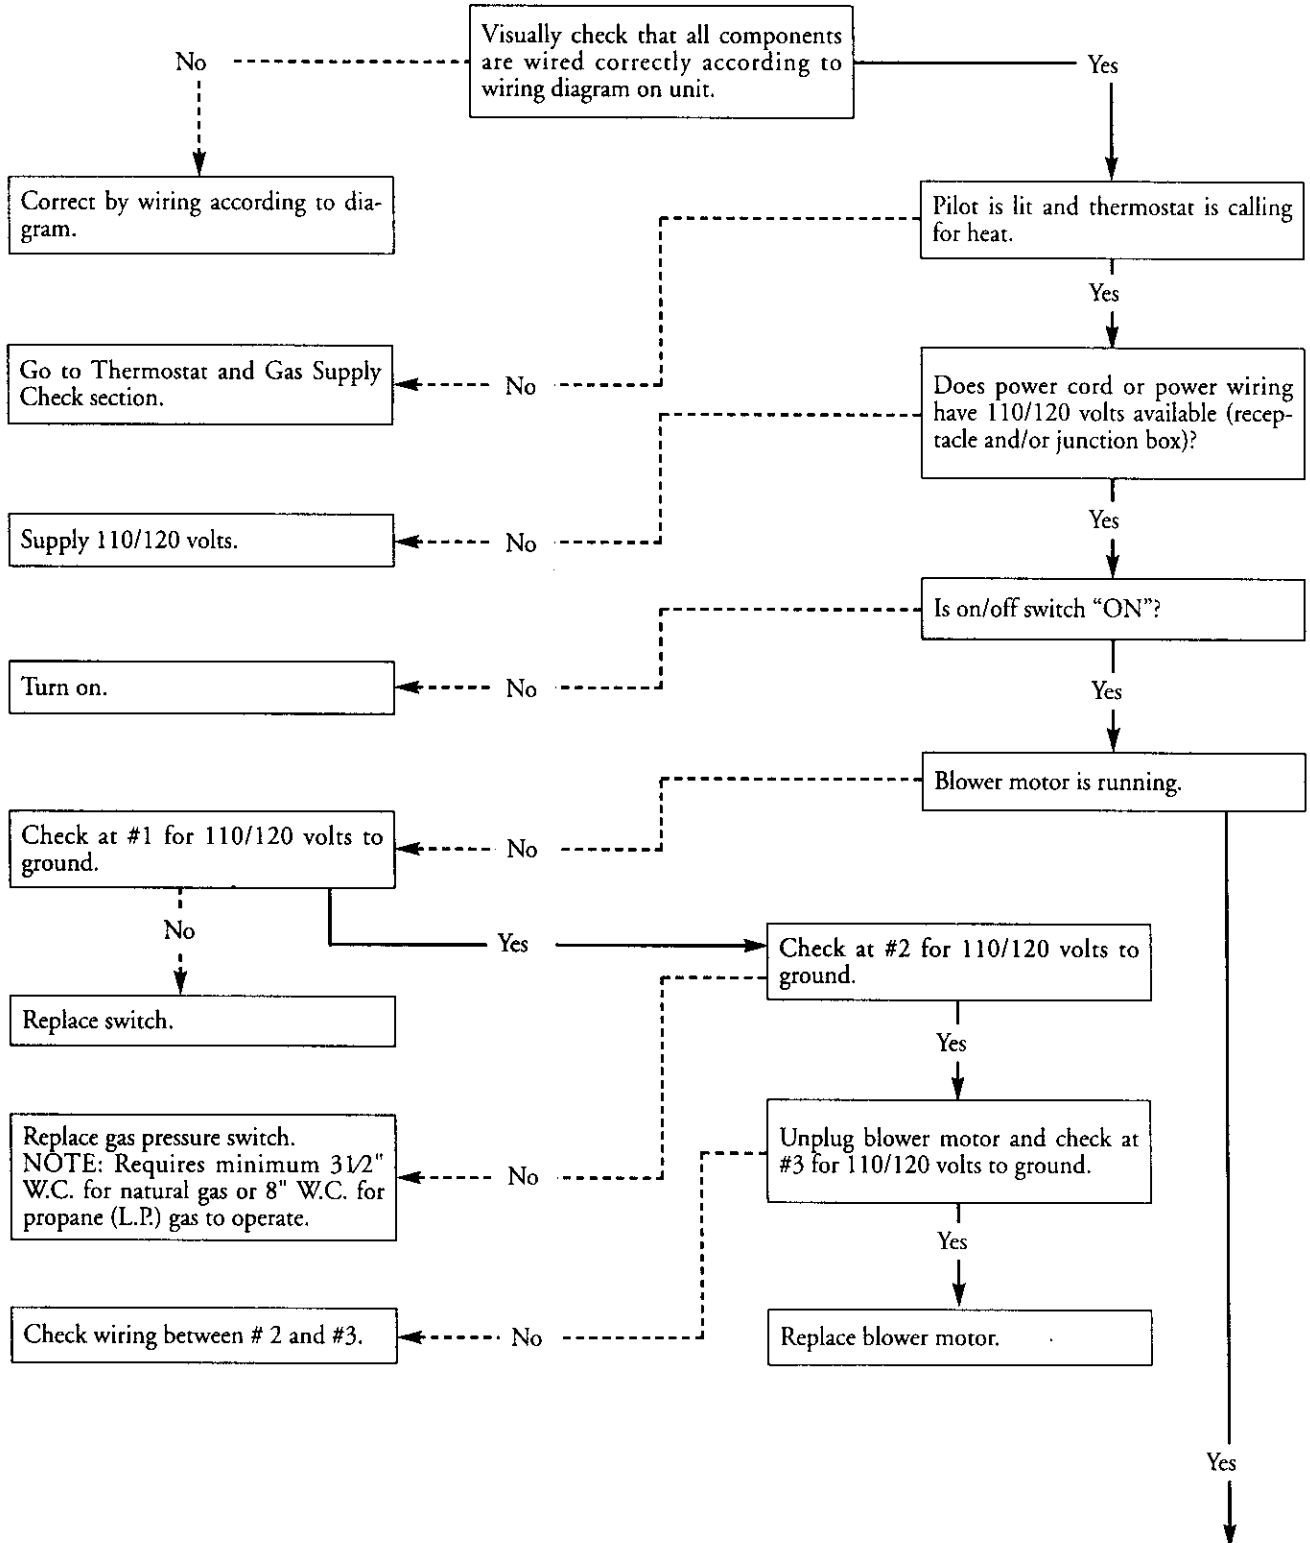 Visually check that all components
are wired correctly according to
wiring diagram on unit.
No
Yes
Correct by wiring according to dia-
gram.
Pilot is lit and thermostat is calling
for heat.
Yes
Go to Thermostat and Gas Supply
Check section.
No
Does power cord or power wiring
have 110/120 volts available (recep-
tacle and/or junction box)?
Yes
Supply 110/120 volts.
No
Is on/off switch “ON”?
Yes
Turn on.
No
Blower motor is running.
Check at #1 for 110/120 volts to
ground.
No
No
Yes
Check at #2 for 110/120 volts to
ground.
Replace switch.
Yes
Replace gas pressure switch.
NOTE: Requires minimum 31/2"
W.C. for natural gas or 8" W.C. for
propane (L.P.) gas to operate.
No
Unplug blower motor and check at
#3 for 110/120 volts to ground.
Yes
Check wiring between # 2 and #3.
No
Replace blower motor.
Yes